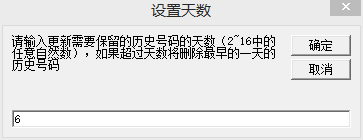 设置天数
请输入更新需要保留的历史号码的天数（2~16中的
任意自然数），如果超过天数将删除最早的一天的
历史号码
确定
取消
6